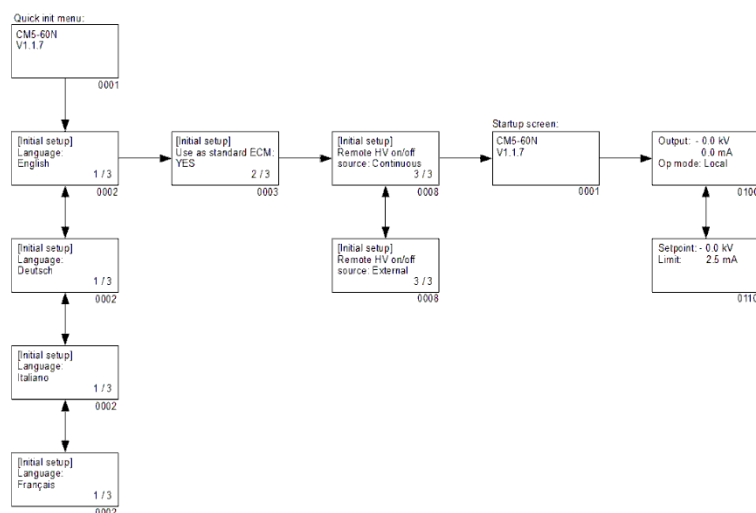 Quick init menu:
CM5-60N
V1.1.7
0001
[Initial setup]
Language:
English
1 / 3
0002
[Initial setup]
Use as standard ECM:
YES
2 / 3
0003
[Initial setup]
Remote HV on/off
source: Continuous
3 / 3
0008
Startup screen:
CM5-60N
V1.1.7
0001
Output: - 0.0 kV
0.0 mA
Op mode: Local
0100
[Initial setup]
Language:
Deutsch
1 / 3
0002
[Initial setup]
Remote HV on/off
source: External
3 / 3
0008
Setpoint: - 0.0 kV
Limit: 2.5 mA
0110
[Initial setup]
Language:
Italiano
1 / 3
0002
[Initial setup]
Language:
Français
1 / 3
0002